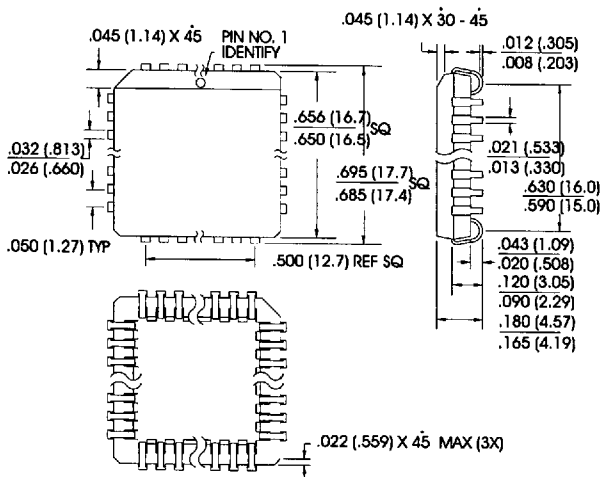 .045 (1.14) X 45
PIN NO. 1
IDENTIFY
.045 (1.14) X 30 - 45
.012 (.305)
.008 (.203)
.656 (16.7)
.650 (16.5)
SQ
.032 (.813)
.026 (.660)
.021 (.533)
.013 (.330)
.695 (17.7)
.685 (17.4)
SQ
.630 (16.0)
.590 (15.0)
.050 (1.27) TYP
.500 (12.7) REF SQ
.043 (1.09)
.020 (.508)
.120 (3.05)
.090 (2.29)
.180 (4.57)
.165 (4.19)
.022 (.559) X 45 MAX (3X)